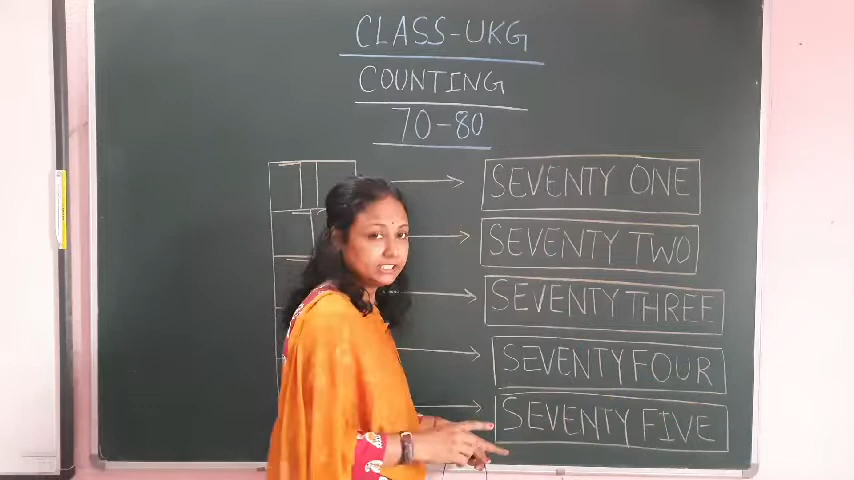 CLASS-UKG
COUNTING
70-80
SEVENTY ONE
SEVENTY TWO
SEVENTY THREE
SEVENTY FOUR
SEVENTY FIVE